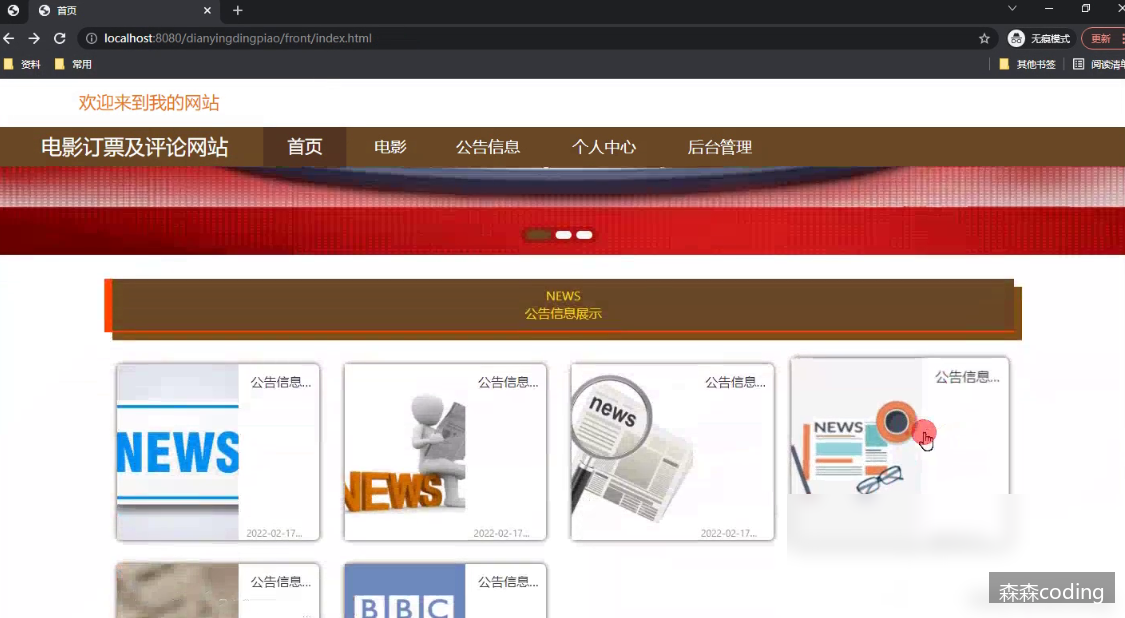 首页
localhost:8080/dianyingdingpiao/front/index.html
无痕模式
更新
资料
常用
其他书签
阅读清单
欢迎来到我的网站
电影订票及评论网站
首页
电影
公告信息
个人中心
后台管理
NEWS
公告信息展示
公告信息...
NEWS
2022-02-17...
公告信息...
NEWS
2022-02-17...
公告信息...
news
2022-02-17...
公告信息...
NEWS
公告信息...
公告信息...
BBC
森森coding